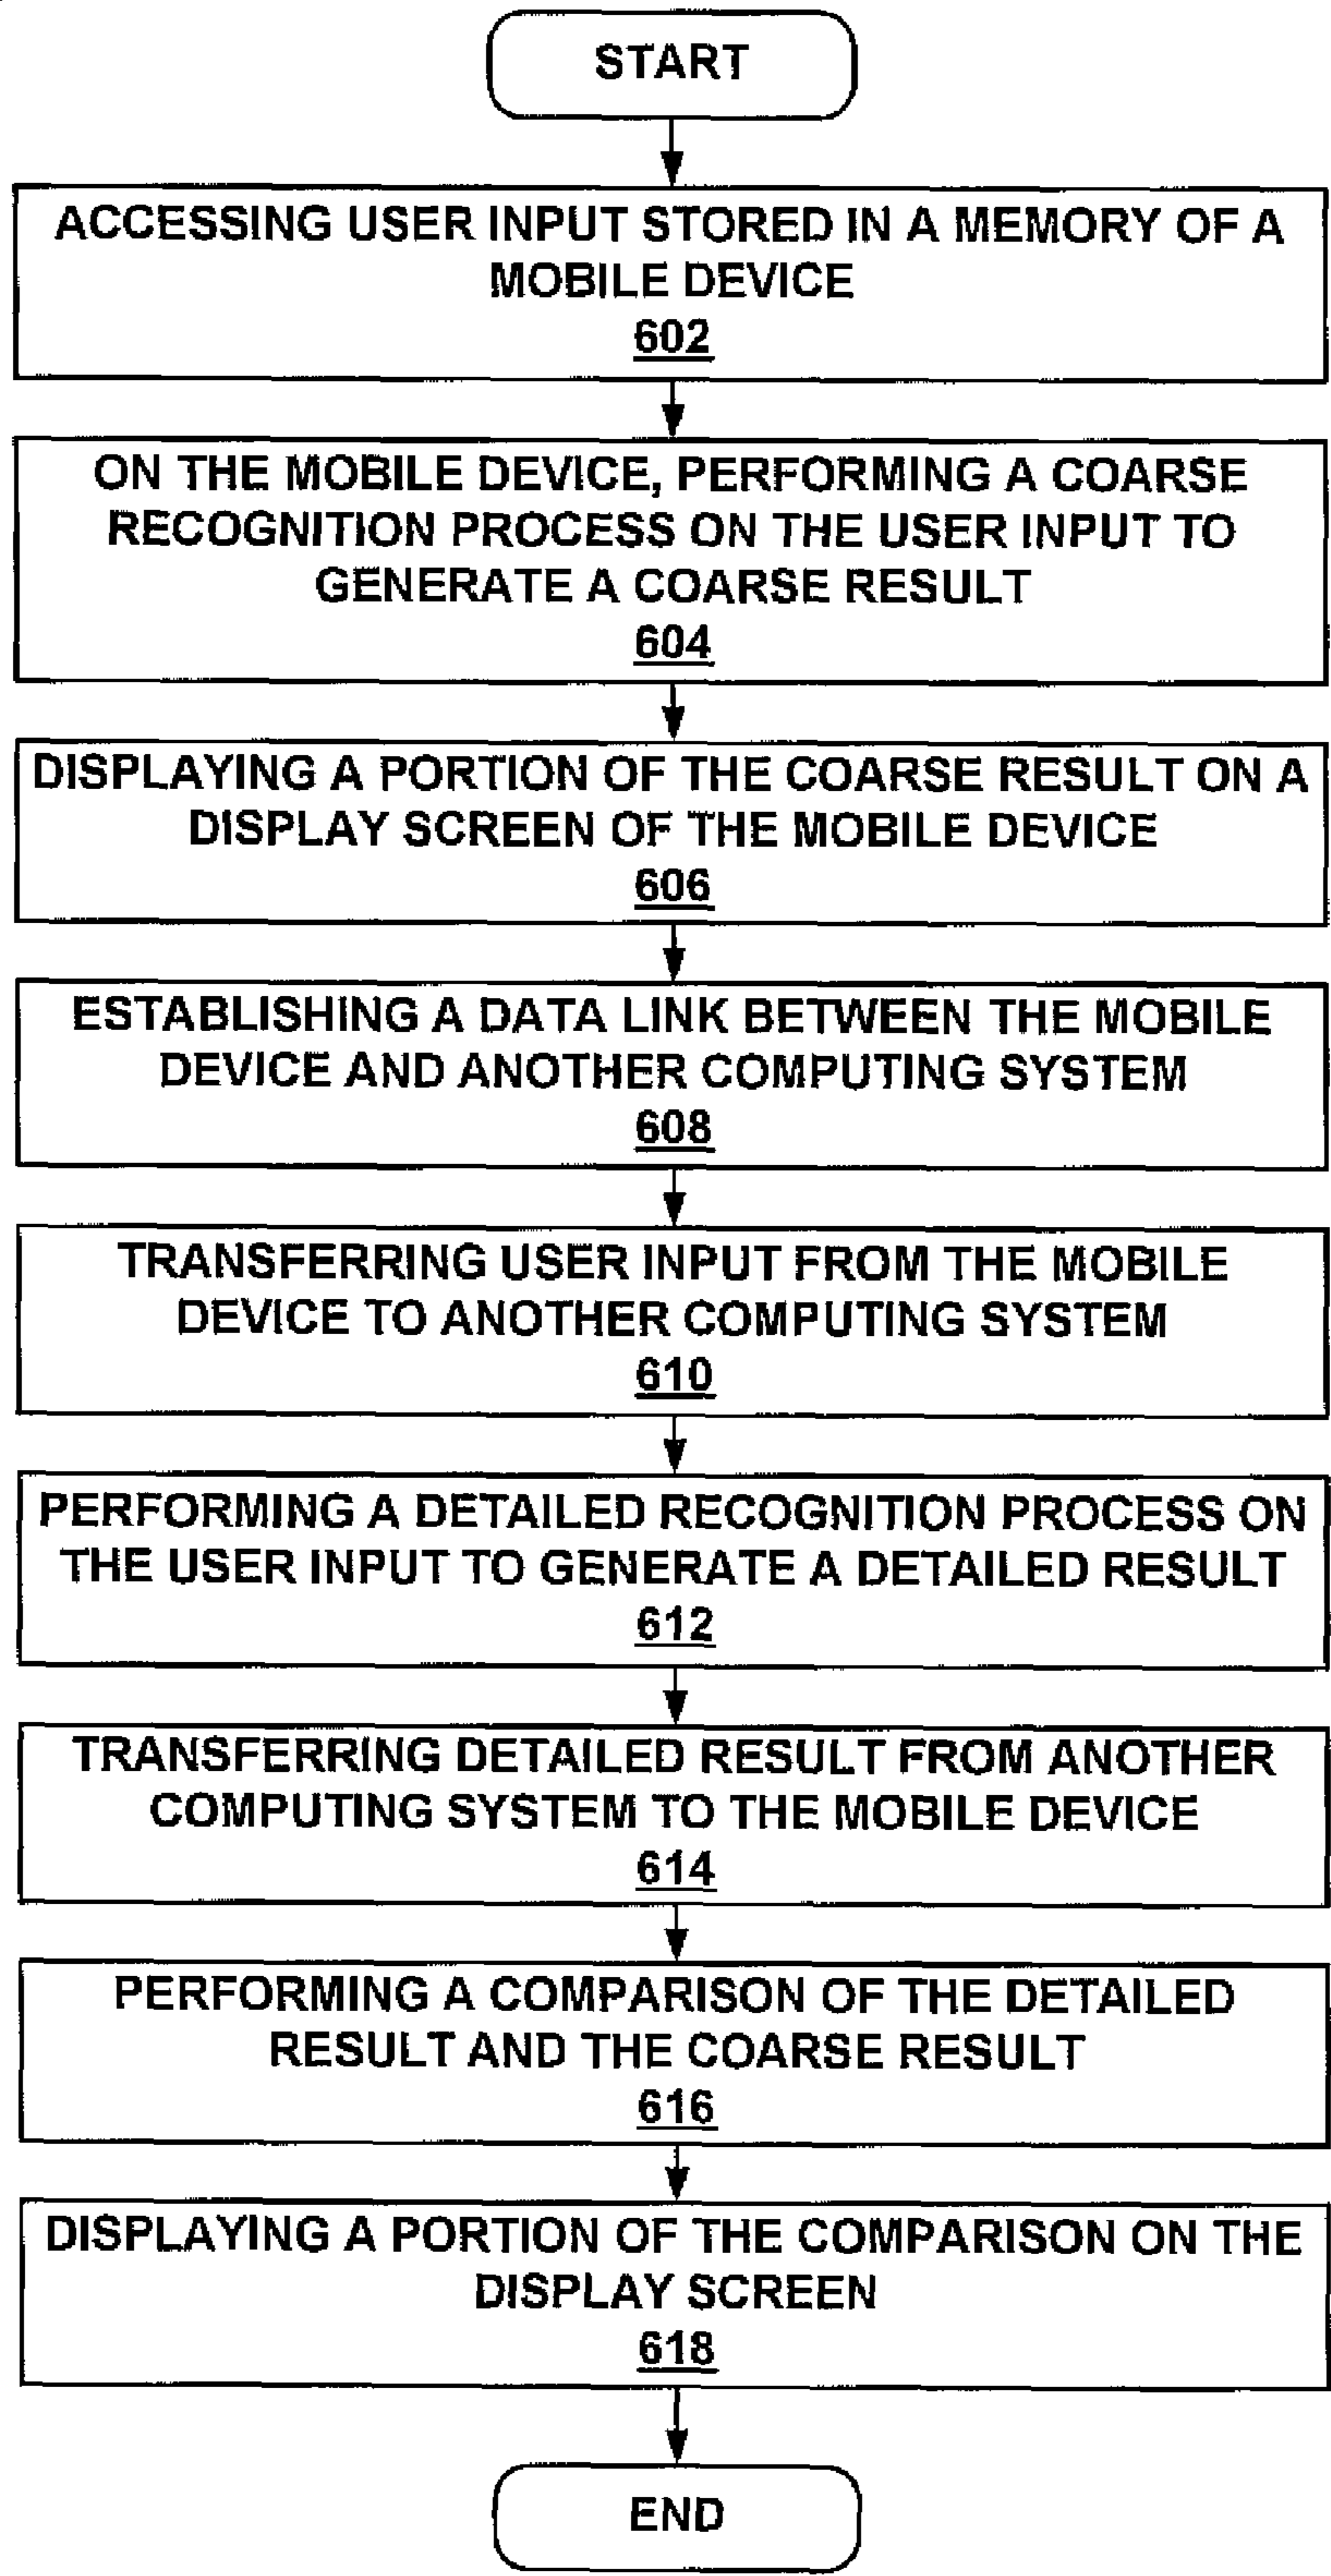 START
ACCESSING USER INPUT STORED IN A MEMORY OF A
MOBILE DEVICE
602
ON THE MOBILE DEVICE, PERFORMING A COARSE
RECOGNITION PROCESS ON THE USER INPUT TO
GENERATE A COARSE RESULT
604
DISPLAYING A PORTION OF THE COARSE RESULT ON A
DISPLAY SCREEN OF THE MOBILE DEVICE
606
ESTABLISHING A DATA LINK BETWEEN THE MOBILE
DEVICE AND ANOTHER COMPUTING SYSTEM
608
TRANSFERRING USER INPUT FROM THE MOBILE
DEVICE TO ANOTHER COMPUTING SYSTEM
610
PERFORMING A DETAILED RECOGNITION PROCESS ON
THE USER INPUT TO GENERATE A DETAILED RESULT
612
TRANSFERRING DETAILED RESULT FROM ANOTHER
COMPUTING SYSTEM TO THE MOBILE DEVICE
614
PERFORMING A COMPARISON OF THE DETAILED
RESULT AND THE COARSE RESULT
616
DISPLAYING A PORTION OF THE COMPARISON ON THE
DISPLAY SCREEN
618
END